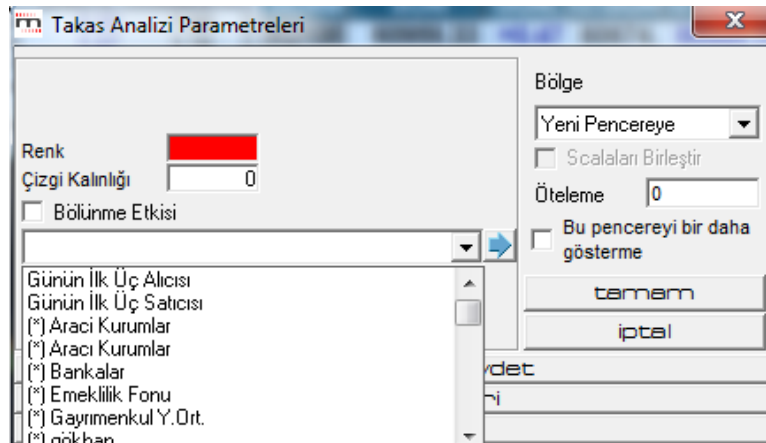 Takas Analizi Parametreleri
Renk
Çizgi Kalınlığı 0
Bölünme Etkisi
Günün İlk Üç Alıcısı
Günün İlk Üç Satıcısı
(*) Araci Kurumlar
(*) Aracı Kurumlar
(*) Bankalar
(*) Emeklilik Fonu
(*) Gayrımenkul Y.Ort.
(*) gökhan
Bölge
Yeni Pencereye
Scalaları Birleştir
Öteleme 0
Bu pencereyi bir daha
gösterme
tamam
iptal